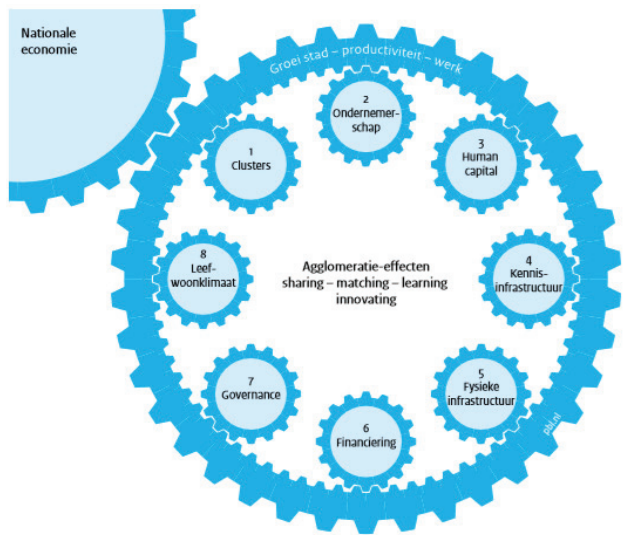 Nationale
economie
Groei stad – productiviteit – werk
1
Clusters
2
Ondernemer-
schap
3
Human
capital
4
Kennis-
infrastructuur
5
Fysieke
infrastructuur
6
Financiering
7
Governance
8
Leef-
woonklimaat
Agglomeratie-effecten
sharing – matching – learning
innovating
pbl.nl